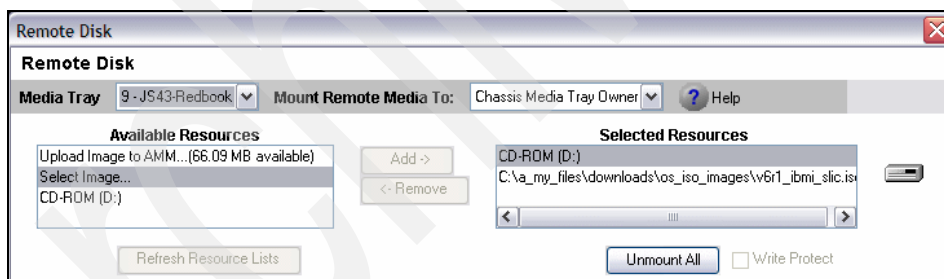 Remote Disk
Remote Disk
Media Tray 9 - JS43-Redbook Mount Remote Media To: Chassis Media Tray Owner ? Help
Available Resources Selected Resources
Upload Image to AMM...(66.09 MB available) Add -> CD-ROM (D:)
Select Image... <- Remove C:\a_my_files\downloads\os_iso_images\v6r1_ibmi_slic.iso
CD-ROM (D:)
Refresh Resource Lists Unmount All Write Protect